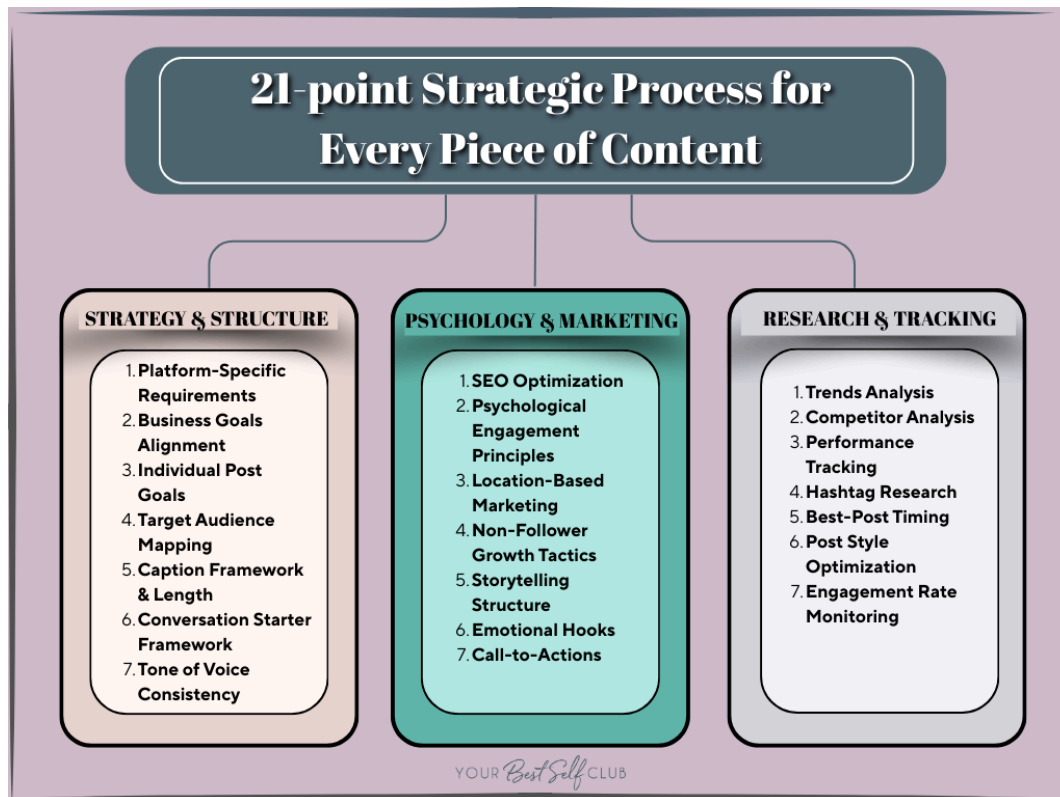 21-point Strategic Process for
Every Piece of Content
STRATEGY & STRUCTURE
1. Platform-Specific
Requirements
2. Business Goals
Alignment
3. Individual Post
Goals
4. Target Audience
Mapping
5. Caption Framework
& Length
6. Conversation Starter
Framework
7. Tone of Voice
Consistency
PSYCHOLOGY & MARKETING
1. SEO Optimization
2. Psychological
Engagement
Principles
3. Location-Based
Marketing
4. Non-Follower
Growth Tactics
5. Storytelling
Structure
6. Emotional Hooks
7. Call-to-Actions
RESEARCH & TRACKING
1. Trends Analysis
2. Competitor Analysis
3. Performance
Tracking
4. Hashtag Research
5. Best-Post Timing
6. Post Style
Optimization
7. Engagement Rate
Monitoring
YOUR Best Self CLUB